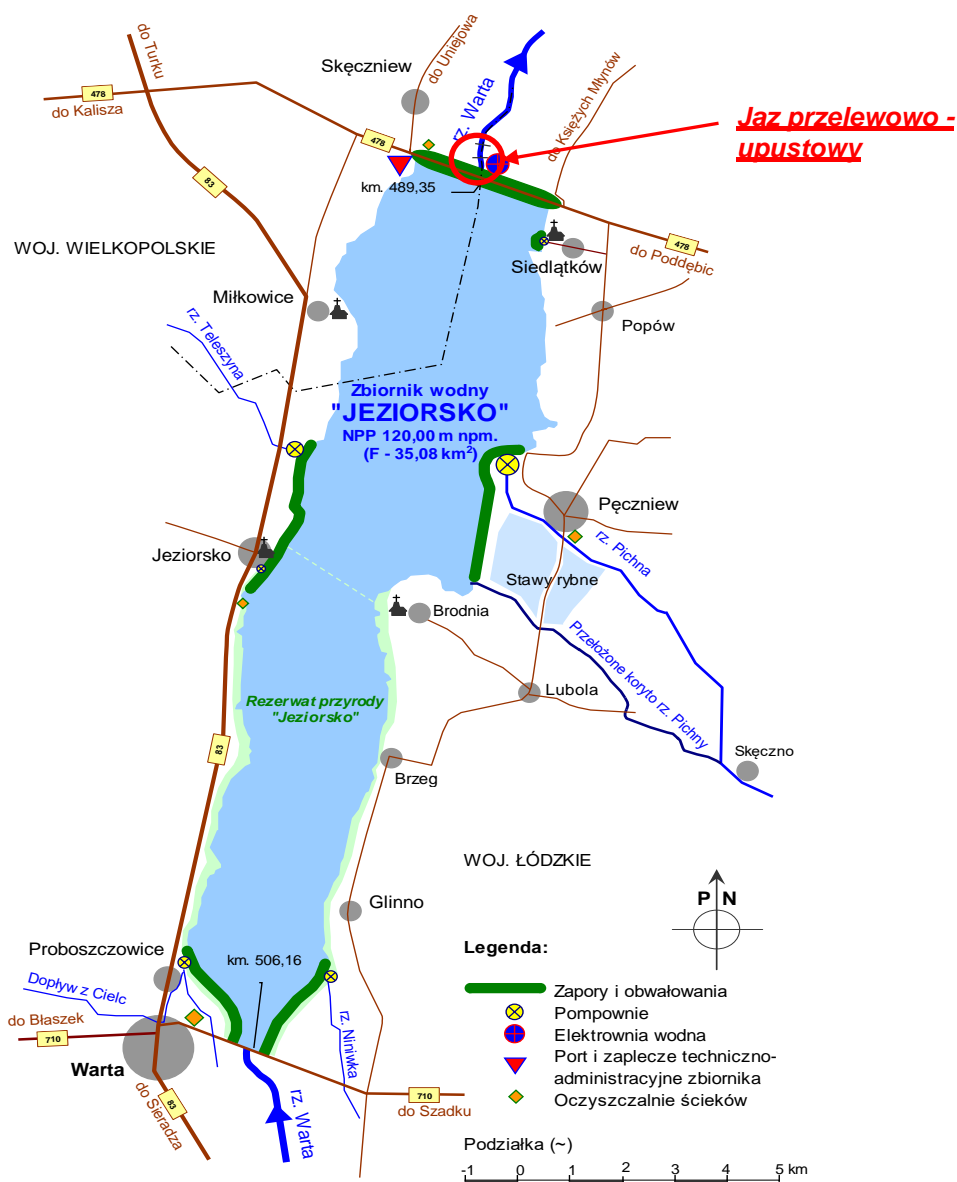 do Turku
Skęczniew
do Uniejowa
rz. Warta
do Księżych Młynów
478
do Kalisza
Jaz przelewowo -
upustowy
478
83
km. 489,35
WOJ. WIELKOPOLSKIE
478
do Poddębic
Siedlątków
Miłkowice
Popów
rz. Teleszyna
Zbiornik wodny
"JEZIORSKO"
NPP 120,00 m npm.
(F - 35,08 km²)
Pęczniew
rz. Pichna
Jeziorsko
Stawy rybne
Brodnia
Przełożone koryto rz. Pichny
Lubola
Rezerwat przyrody
"Jeziorsko"
83
Skęczno
Brzeg
WOJ. ŁÓDZKIE
P N
Glinno
Proboszczowice
km. 506,16
Legenda:
Dopływ z Cielc
Zapory i obwałowania
Pompownie
do Błaszek
710
rz. Niniwka
Elektrownia wodna
Port i zaplecze techniczno-
administracyjne zbiornika
Warta
Oczyszczalnie ścieków
710
do Szadku
do Sieradza
83
rz. Warta
Podziałka (~)
-1 0 1 2 3 4 5 km